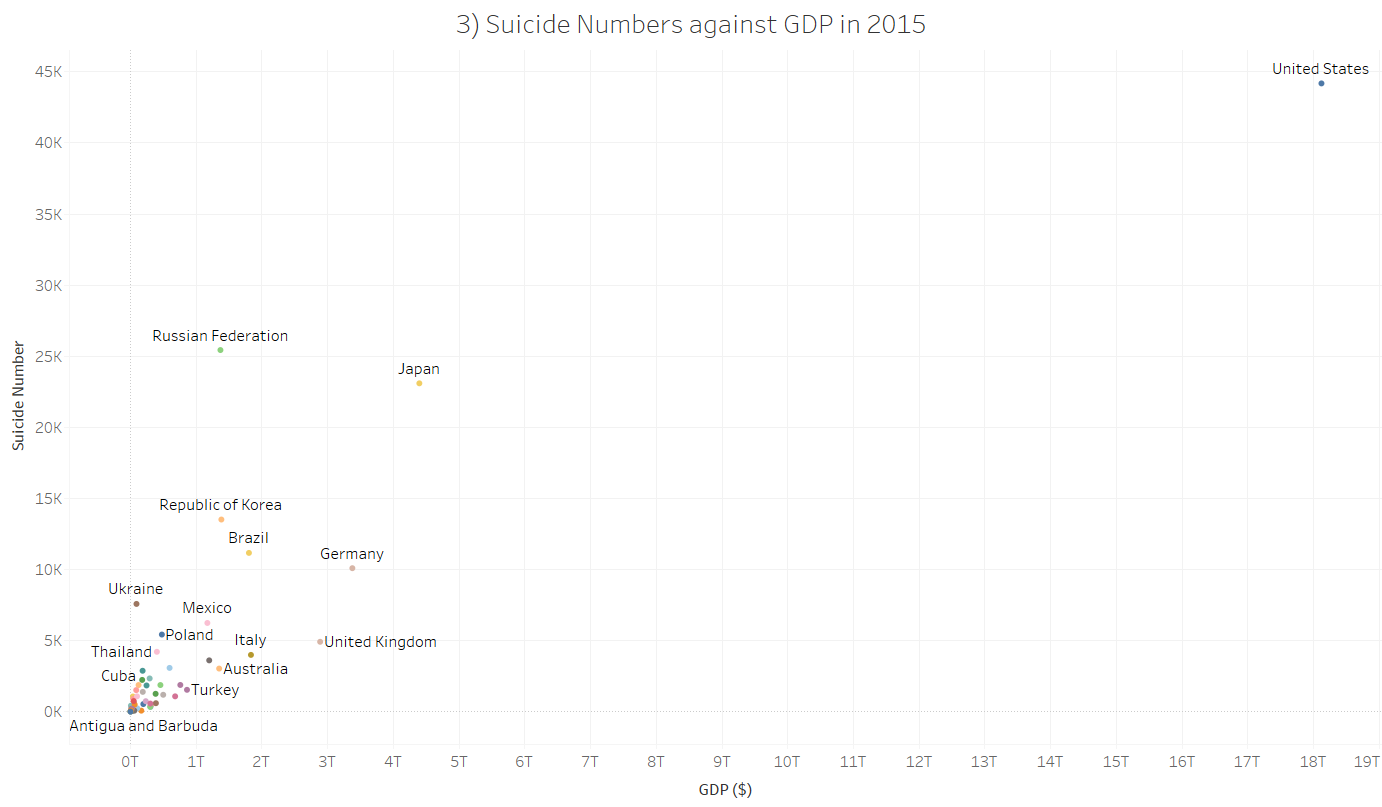 3) Suicide Numbers against GDP in 2015
45K
United States
40K
35K
30K
Russian Federation
25K
Japan
20K
15K
Republic of Korea
Brazil
Germany
10K
Ukraine
Mexico
Poland
5K
Italy
United Kingdom
Thailand
Australia
Cuba
Turkey
0K
Antigua and Barbuda
Suicide Number
0T 1T 2T 3T 4T 5T 6T 7T 8T 9T 10T 11T 12T 13T 14T 15T 16T 17T 18T 19T
GDP ($)